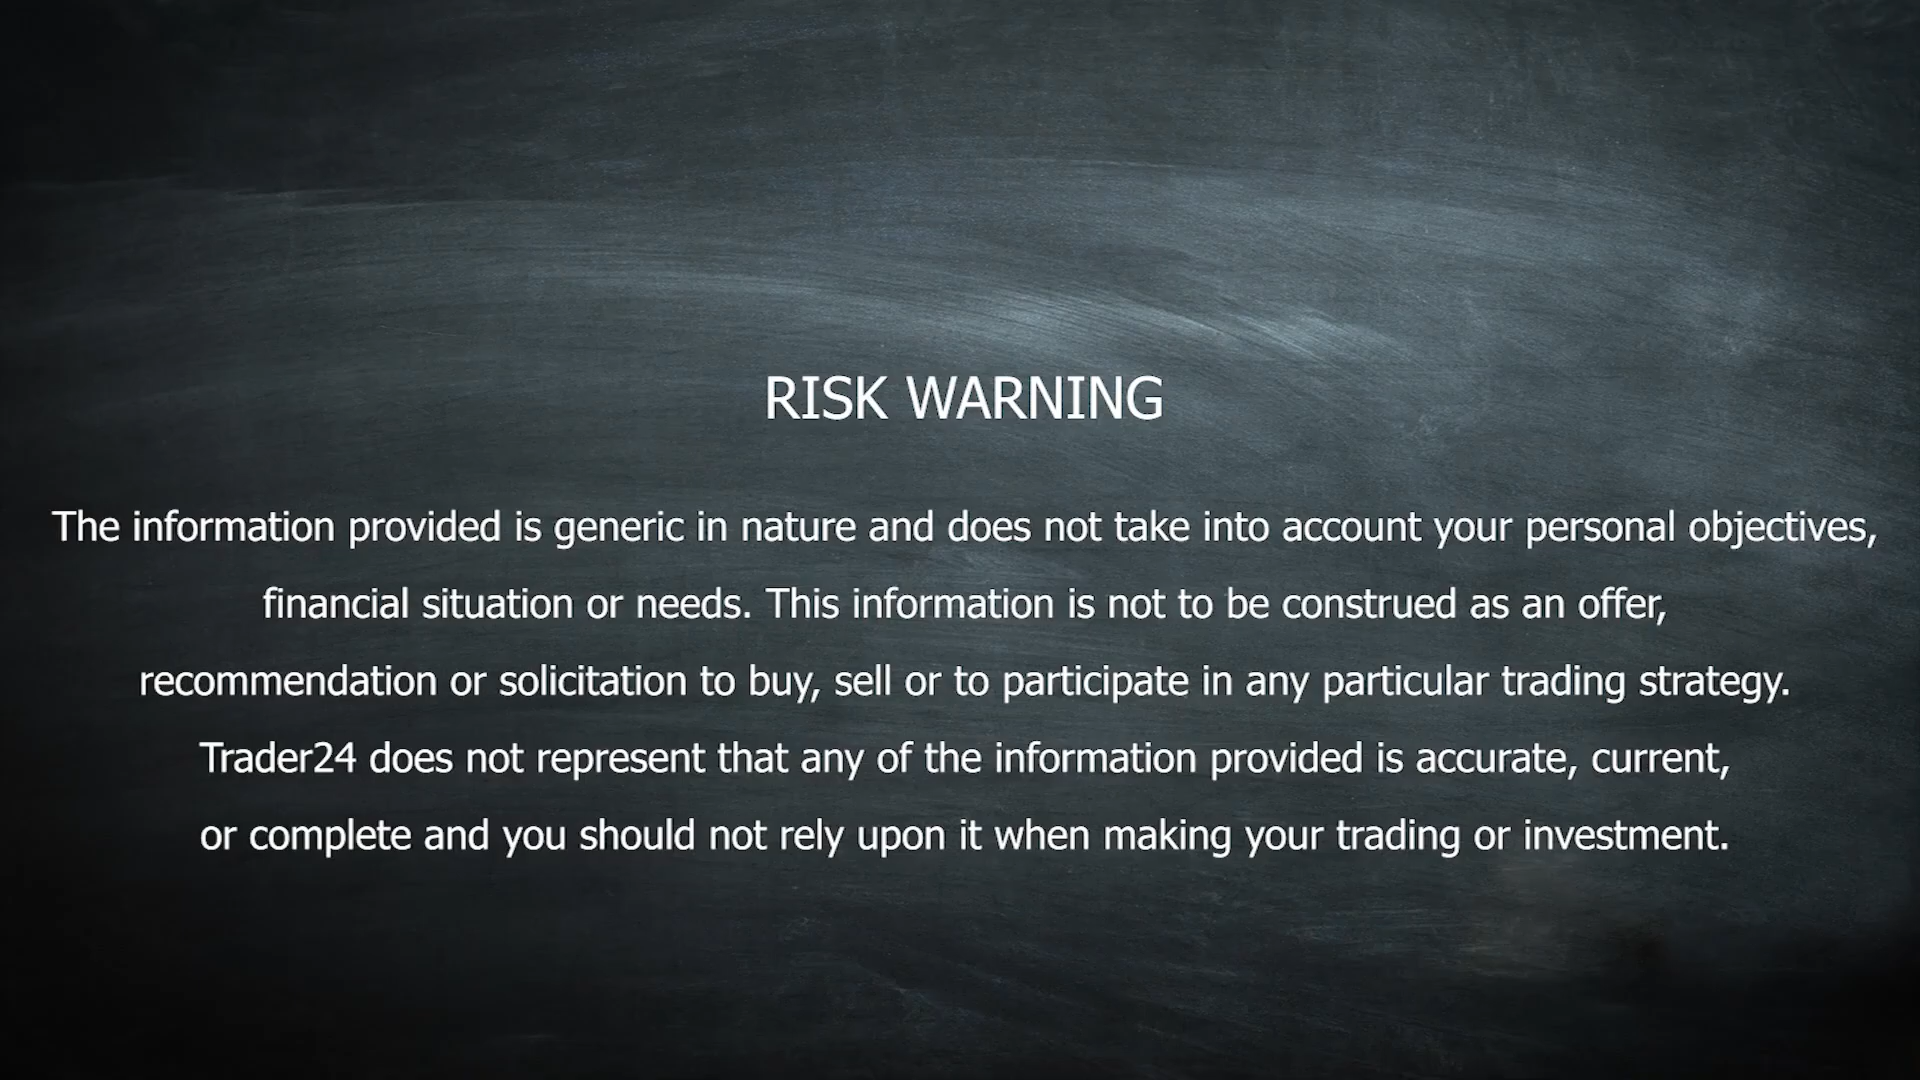 RISK WARNING
The information provided is generic in nature and does not take into account your personal objectives,
financial situation or needs. This information is not to be construed as an offer,
recommendation or solicitation to buy, sell or to participate in any particular trading strategy.
Trader24 does not represent that any of the information provided is accurate, current,
or complete and you should not rely upon it when making your trading or investment.